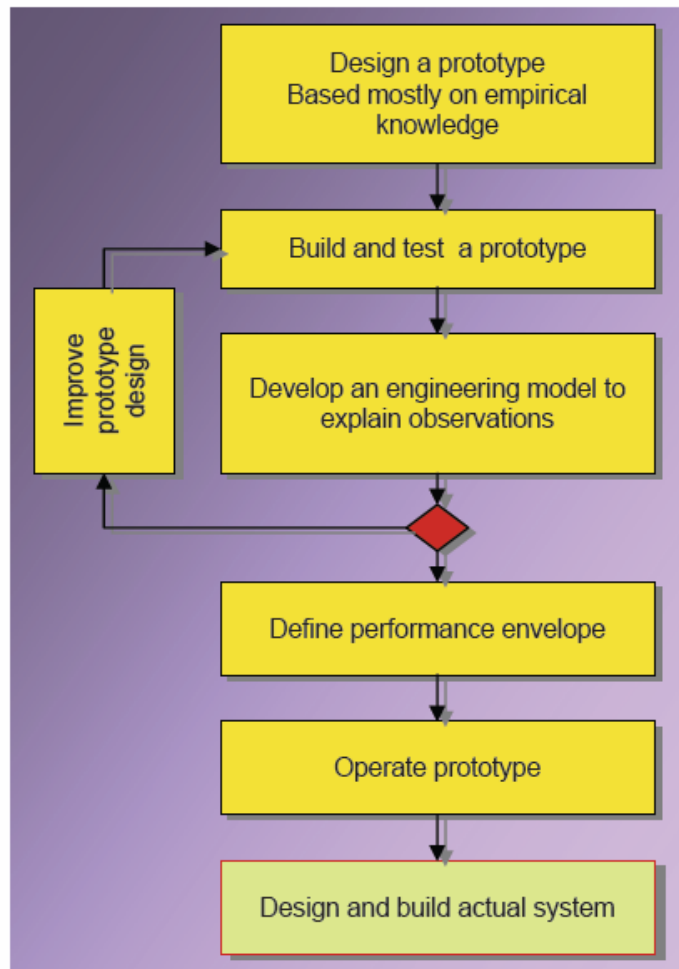 Design a prototype
Based mostly on empirical
knowledge
Build and test a prototype
Improve
prototype
design
Develop an engineering model to
explain observations
Define performance envelope
Operate prototype
Design and build actual system